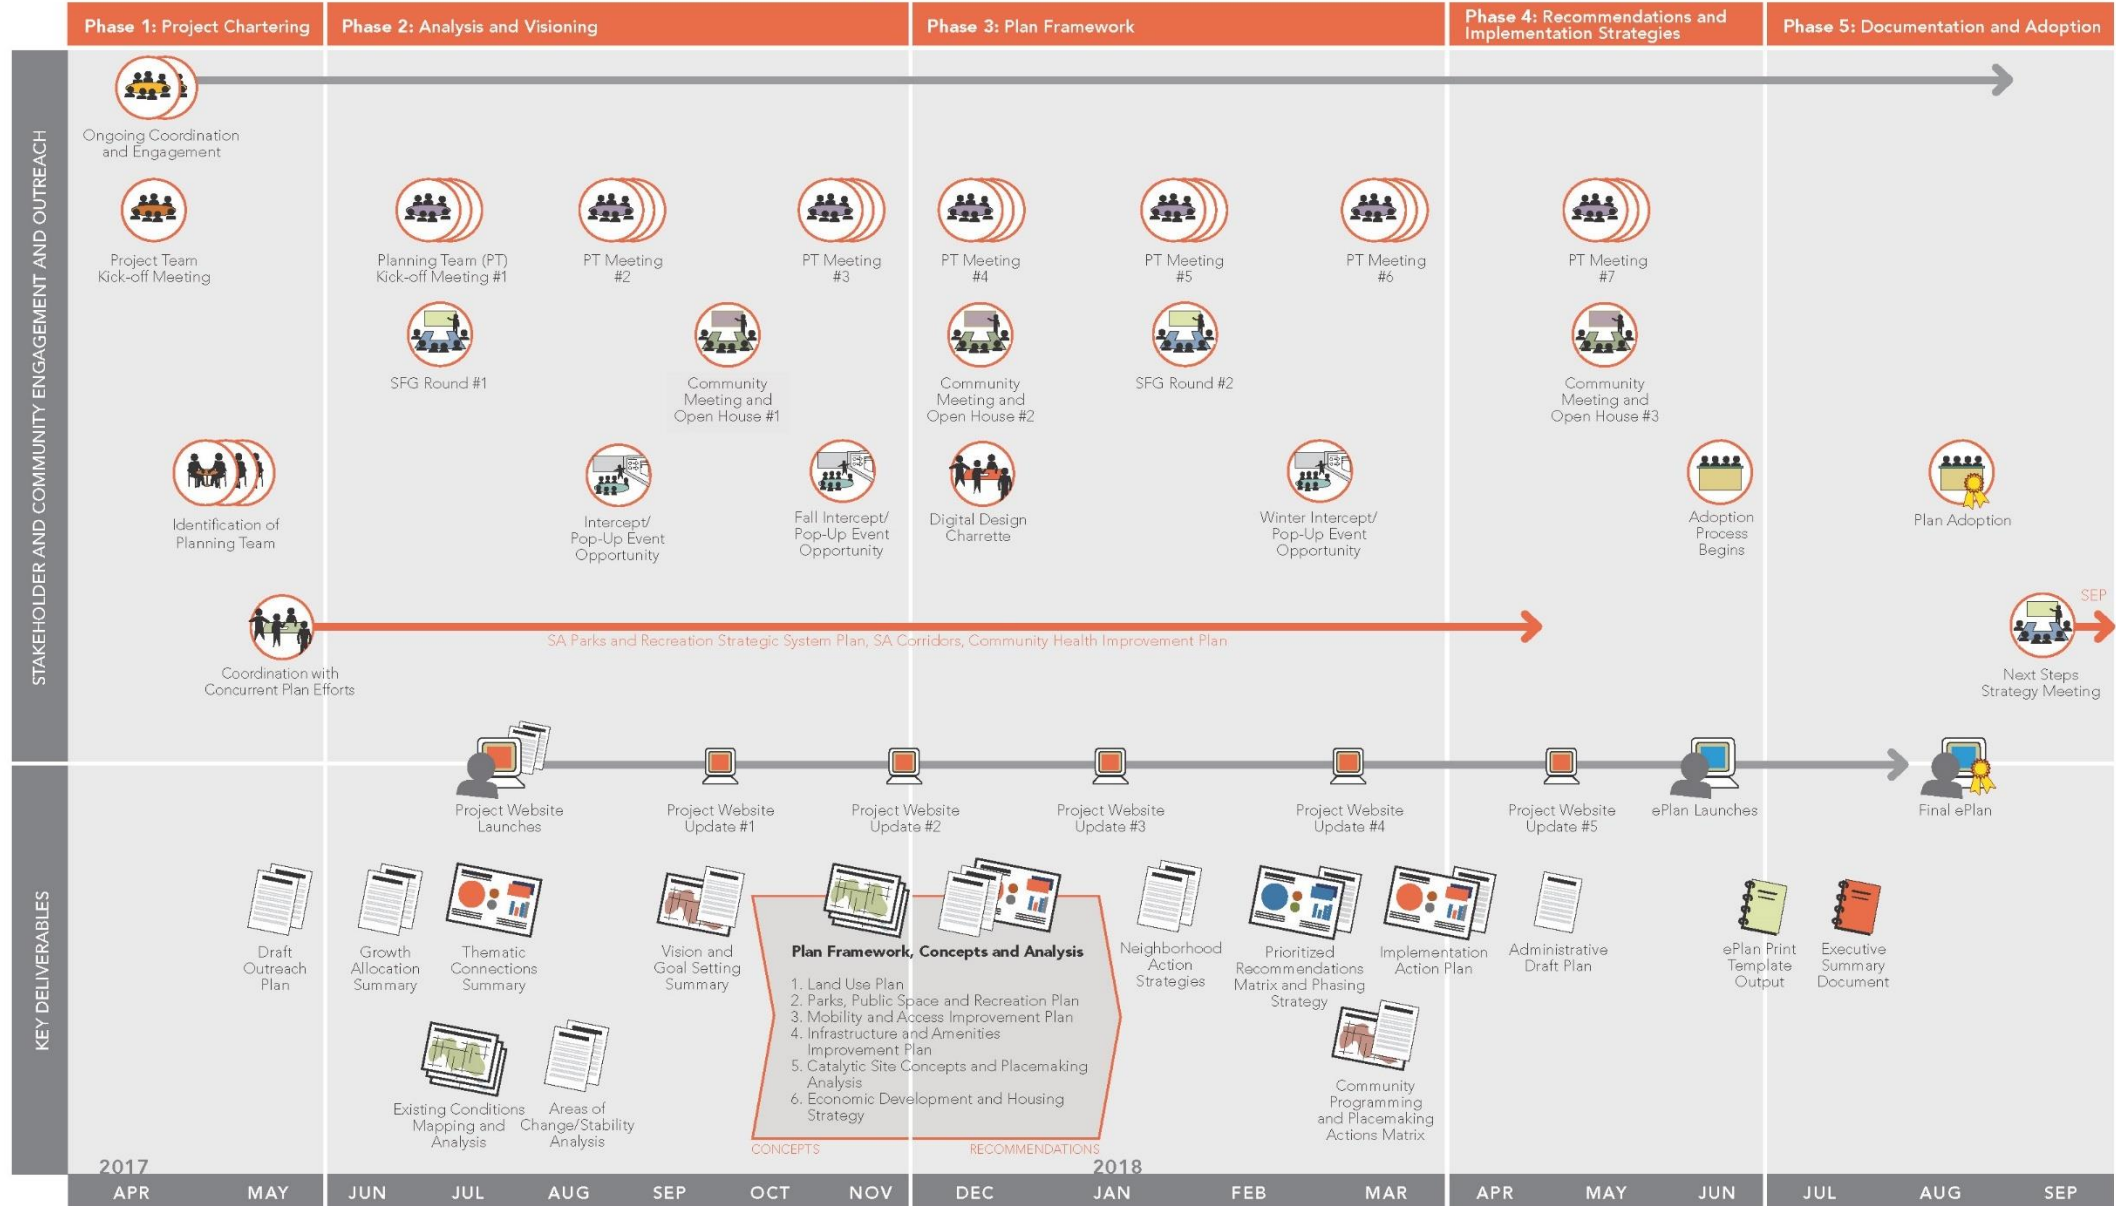 Phase 1: Project Chartering
Phase 2: Analysis and Visioning
Phase 3: Plan Framework
Phase 4: Recommendations and
Implementation Strategies
Phase 5: Documentation and Adoption
STAKEHOLDER AND COMMUNITY ENGAGEMENT AND OUTREACH
Ongoing Coordination
and Engagement
Project Team
Kick-off Meeting
Planning Team (PT)
Kick-off Meeting #1
PT Meeting
#2
PT Meeting
#3
PT Meeting
#4
PT Meeting
#5
PT Meeting
#6
PT Meeting
#7
SFG Round #1
Community
Meeting and
Open House #1
Community
Meeting and
Open House #2
SFG Round #2
Community
Meeting and
Open House #3
Identification of
Planning Team
Intercept/
Pop-Up Event
Opportunity
Fall Intercept/
Pop-Up Event
Opportunity
Digital Design
Charrette
Winter Intercept/
Pop-Up Event
Opportunity
Adoption
Process
Begins
Plan Adoption
SA Parks and Recreation Strategic System Plan, SA Corridors, Community Health Improvement Plan
SEP
Coordination with
Concurrent Plan Efforts
Next Steps
Strategy Meeting
Project Website
Launches
Project Website
Update #1
Project Website
Update #2
Project Website
Update #3
Project Website
Update #4
Project Website
Update #5
ePlan Launches
Final ePlan
KEY DELIVERABLES
Draft
Outreach
Plan
Growth
Allocation
Summary
Thematic
Connections
Summary
Vision and
Goal Setting
Summary
Plan Framework, Concepts and Analysis
1. Land Use Plan
2. Parks, Public Space and Recreation Plan
3. Mobility and Access Improvement Plan
4. Infrastructure and Amenities
Improvement Plan
5. Catalytic Site Concepts and Placemaking
Analysis
6. Economic Development and Housing
Strategy
CONCEPTS
RECOMMENDATIONS
Neighborhood
Action
Strategies
Prioritized
Recommendations
Matrix and Phasing
Strategy
Implementation
Action Plan
Administrative
Draft Plan
ePlan Print
Template
Output
Executive
Summary
Document
Existing Conditions
Mapping and
Analysis
Areas of
Change/Stability
Analysis
Community
Programming
and Placemaking
Actions Matrix
2017
2018
APR
MAY
JUN
JUL
AUG
SEP
OCT
NOV
DEC
JAN
FEB
MAR
APR
MAY
JUN
JUL
AUG
SEP